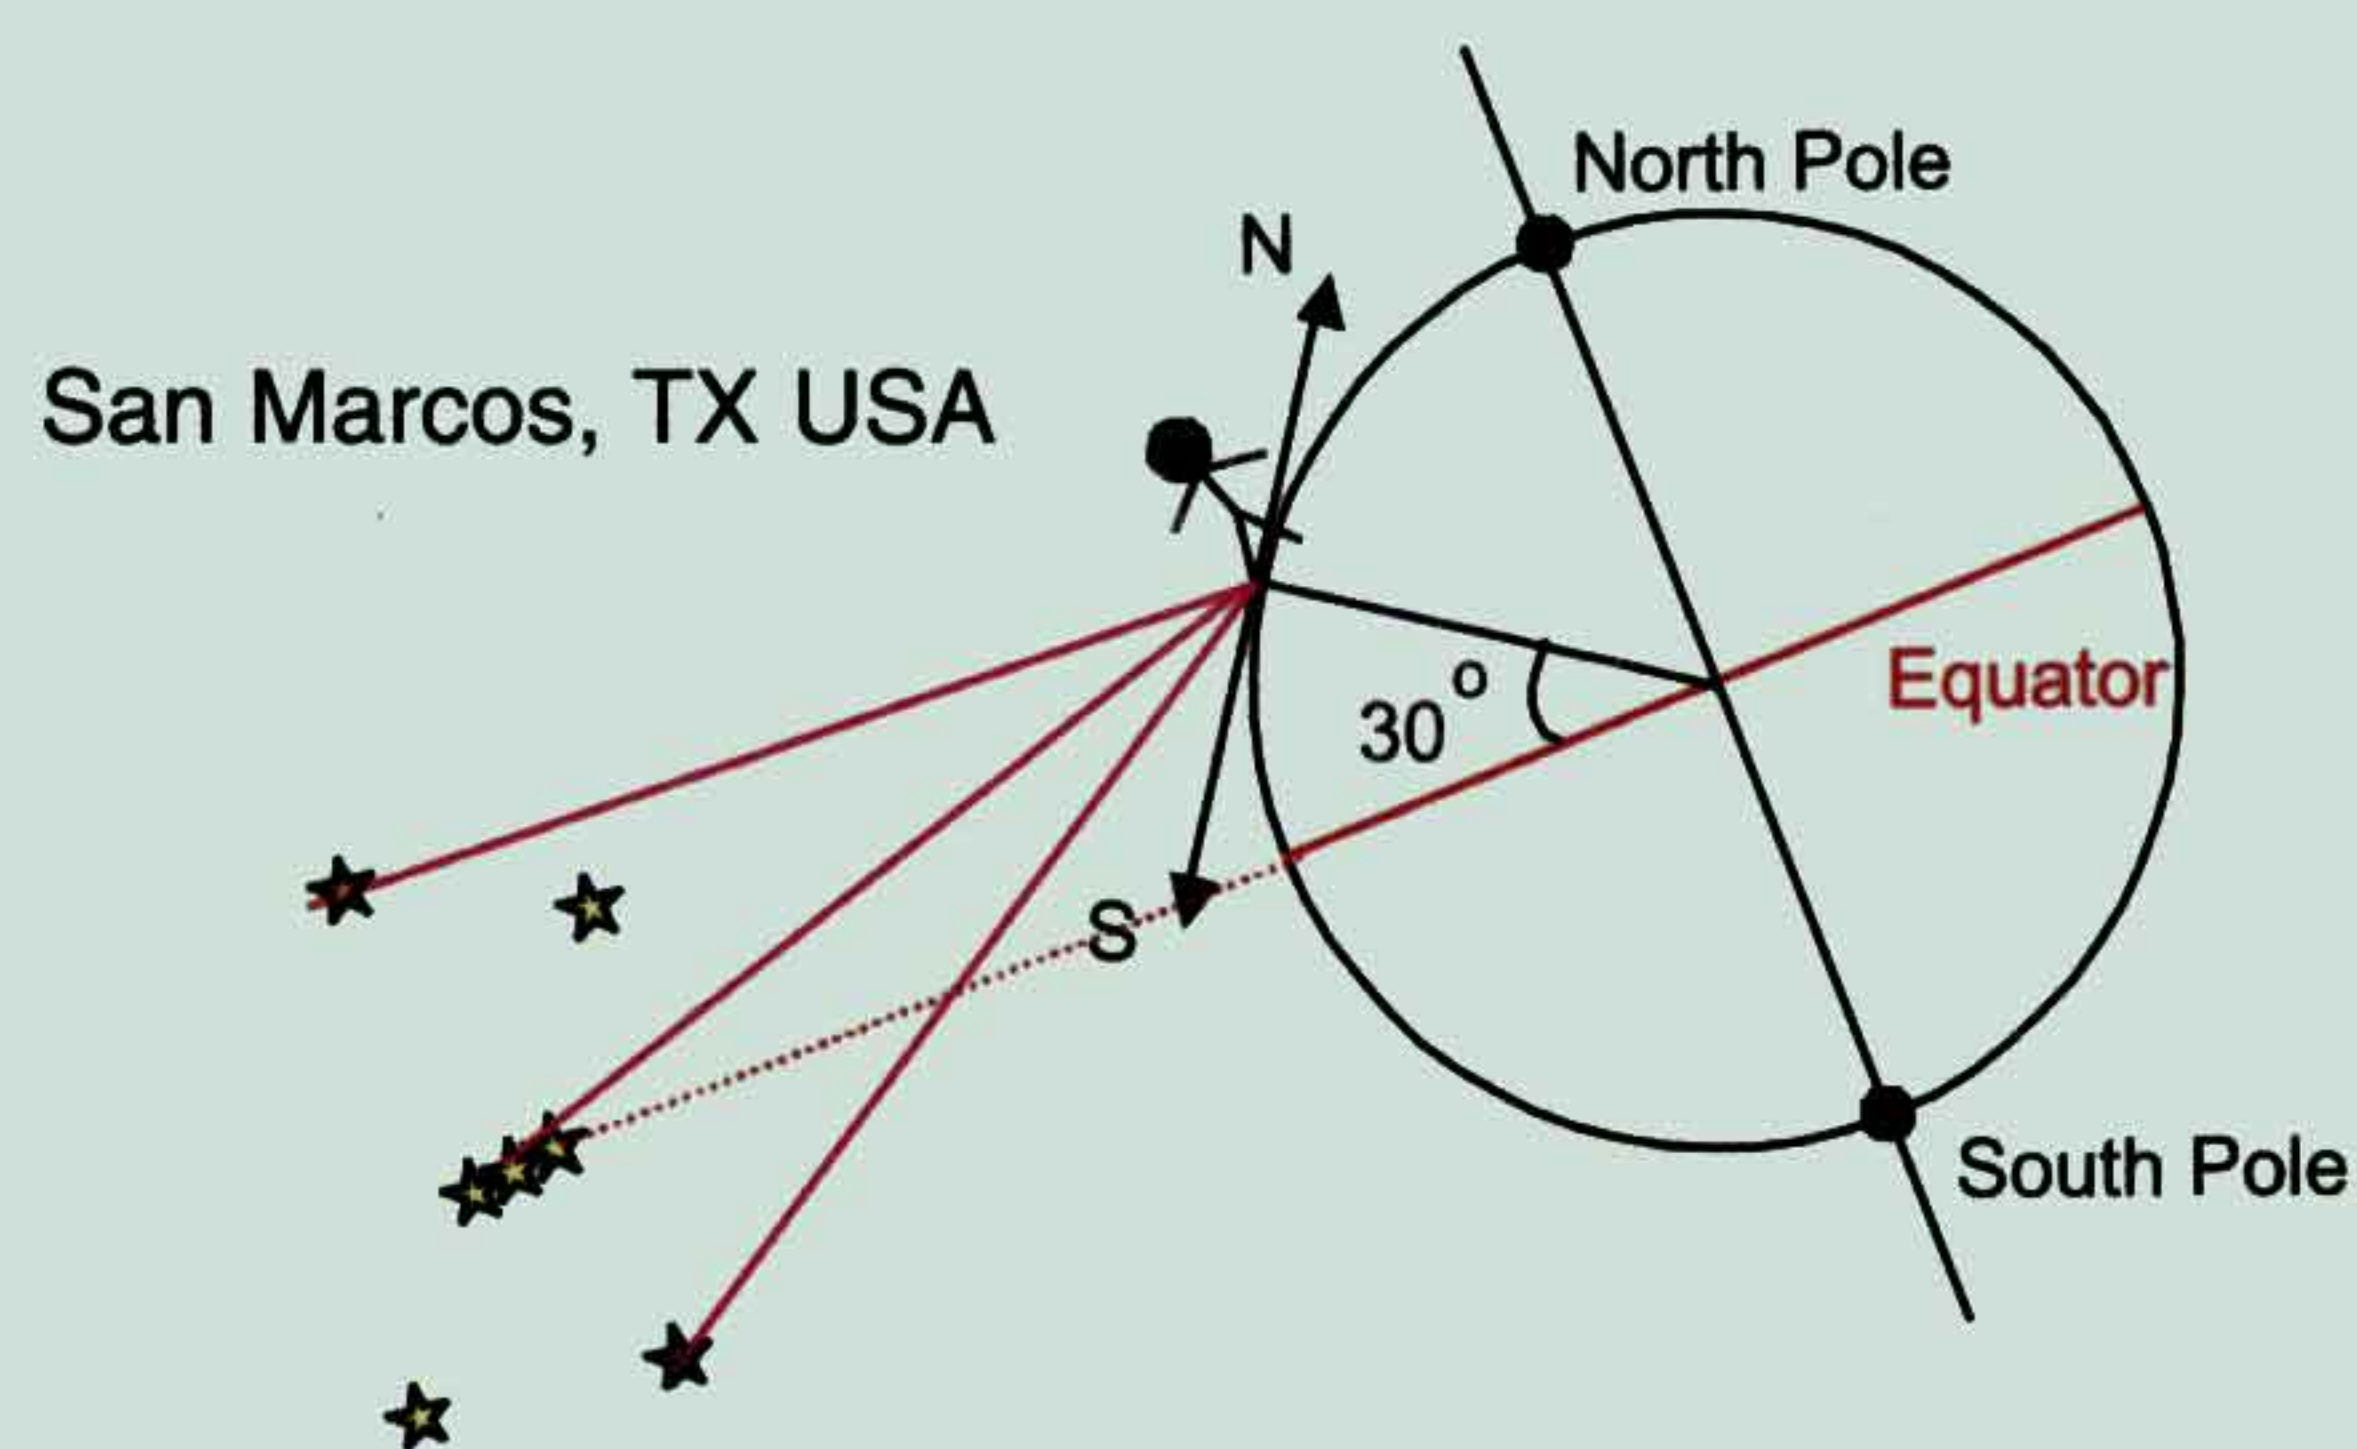 North Pole
N
San Marcos, TX USA
30°
Equator
S
South Pole